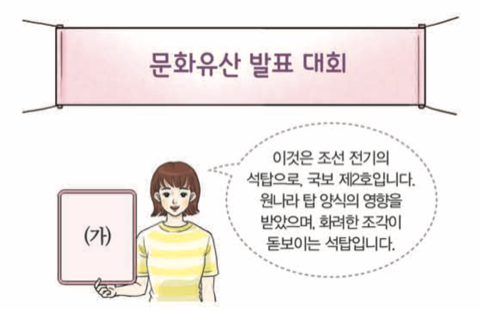 문화유산 발표 대회
이것은 조선 전기의
석탑으로, 국보 제2호입니다.
원나라 탑 양식의 영향을
받았으며, 화려한 조각이
돋보이는 석탑입니다.
(가)